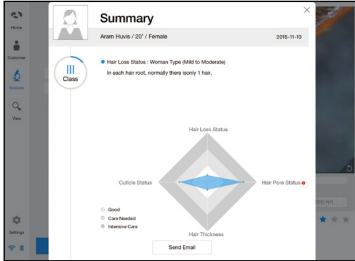 Summary
Home
Aram Huvis / 20' / Female
2015-11-10
Customer
III
Class
Hair Loss Status : Woman Type (Mild to Moderate)
In each hair root, normally there isonly 1 hair.
Analysis
View
Hair Loss Status
Cuticle Status
Hair Pore Status
Good
Care Needed
Intensive Care
Hair Thickness
Settings
Send Email